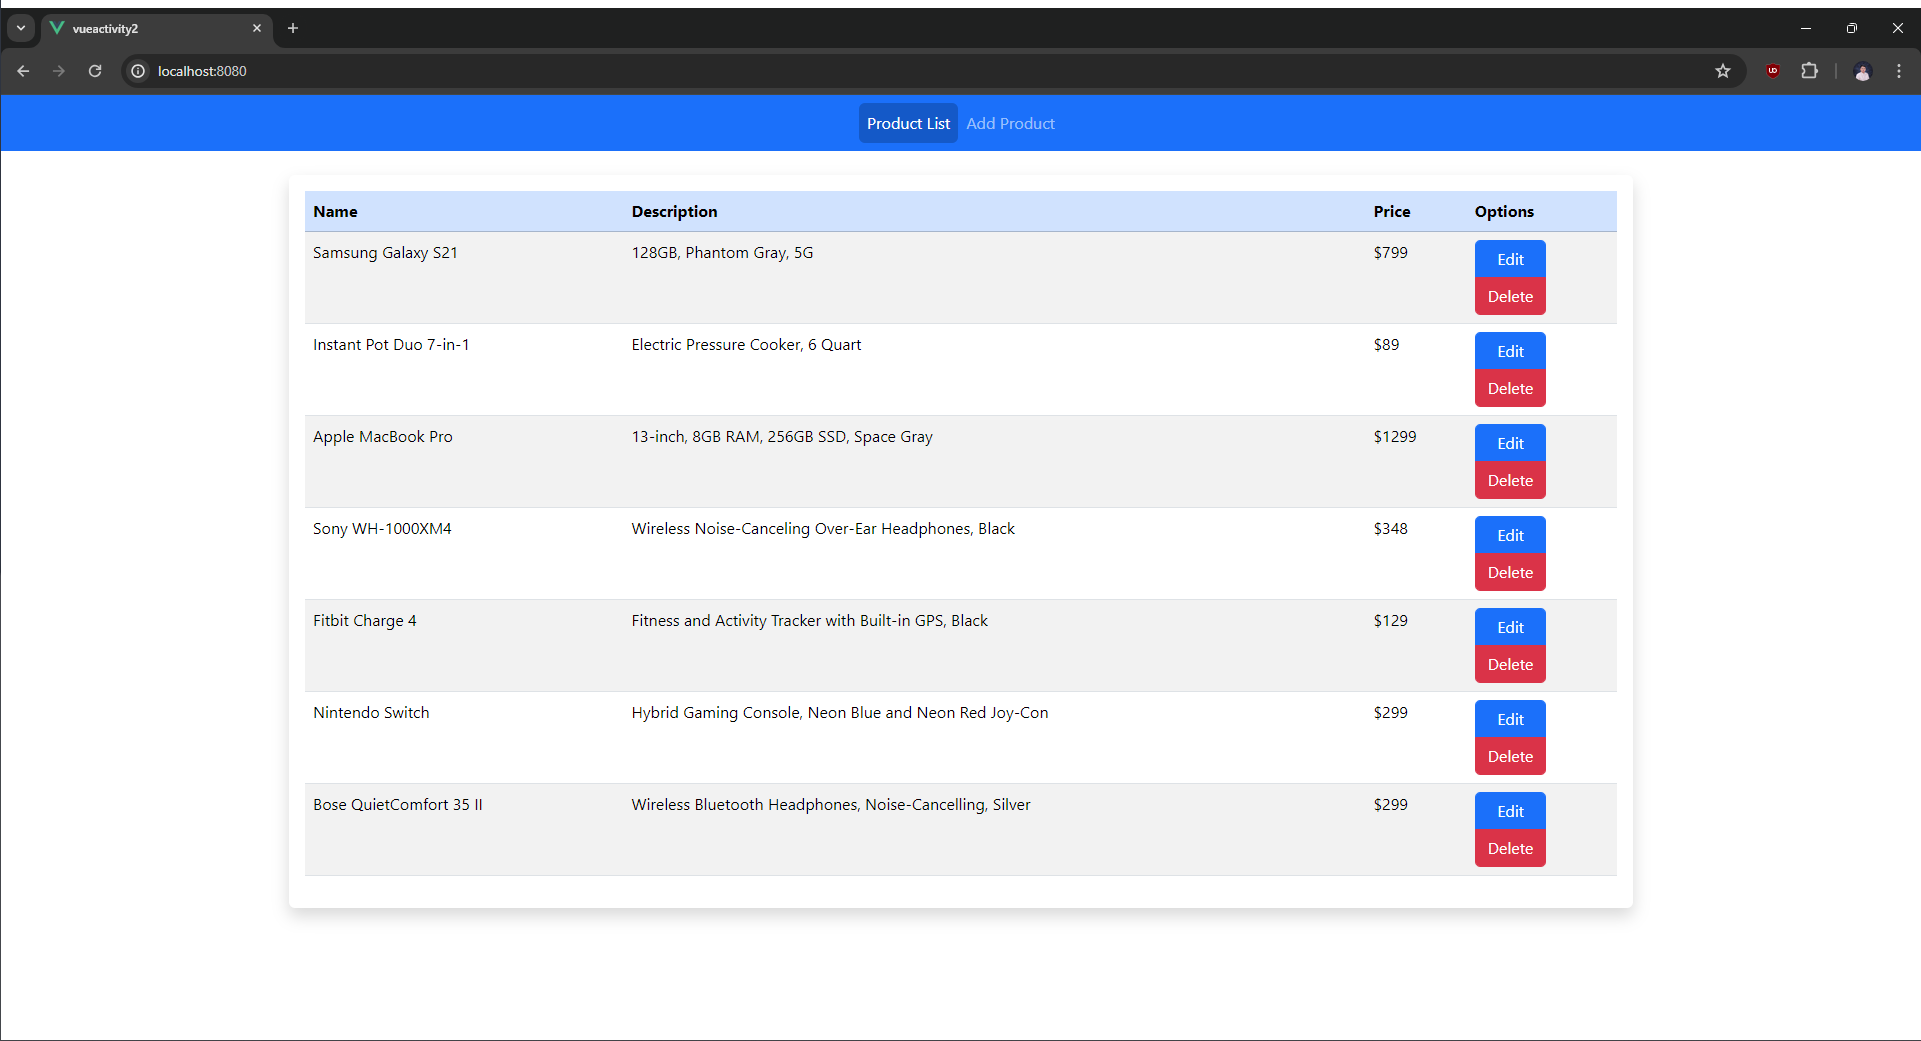 vueactivity2
localhost:8080
Product List Add Product
Name Description Price Options
Samsung Galaxy S21 128GB, Phantom Gray, 5G $799 Edit
Delete
Instant Pot Duo 7-in-1 Electric Pressure Cooker, 6 Quart $89 Edit
Delete
Apple MacBook Pro 13-inch, 8GB RAM, 256GB SSD, Space Gray $1299 Edit
Delete
Sony WH-1000XM4 Wireless Noise-Canceling Over-Ear Headphones, Black $348 Edit
Delete
Fitbit Charge 4 Fitness and Activity Tracker with Built-in GPS, Black $129 Edit
Delete
Nintendo Switch Hybrid Gaming Console, Neon Blue and Neon Red Joy-Con $299 Edit
Delete
Bose QuietComfort 35 II Wireless Bluetooth Headphones, Noise-Cancelling, Silver $299 Edit
Delete